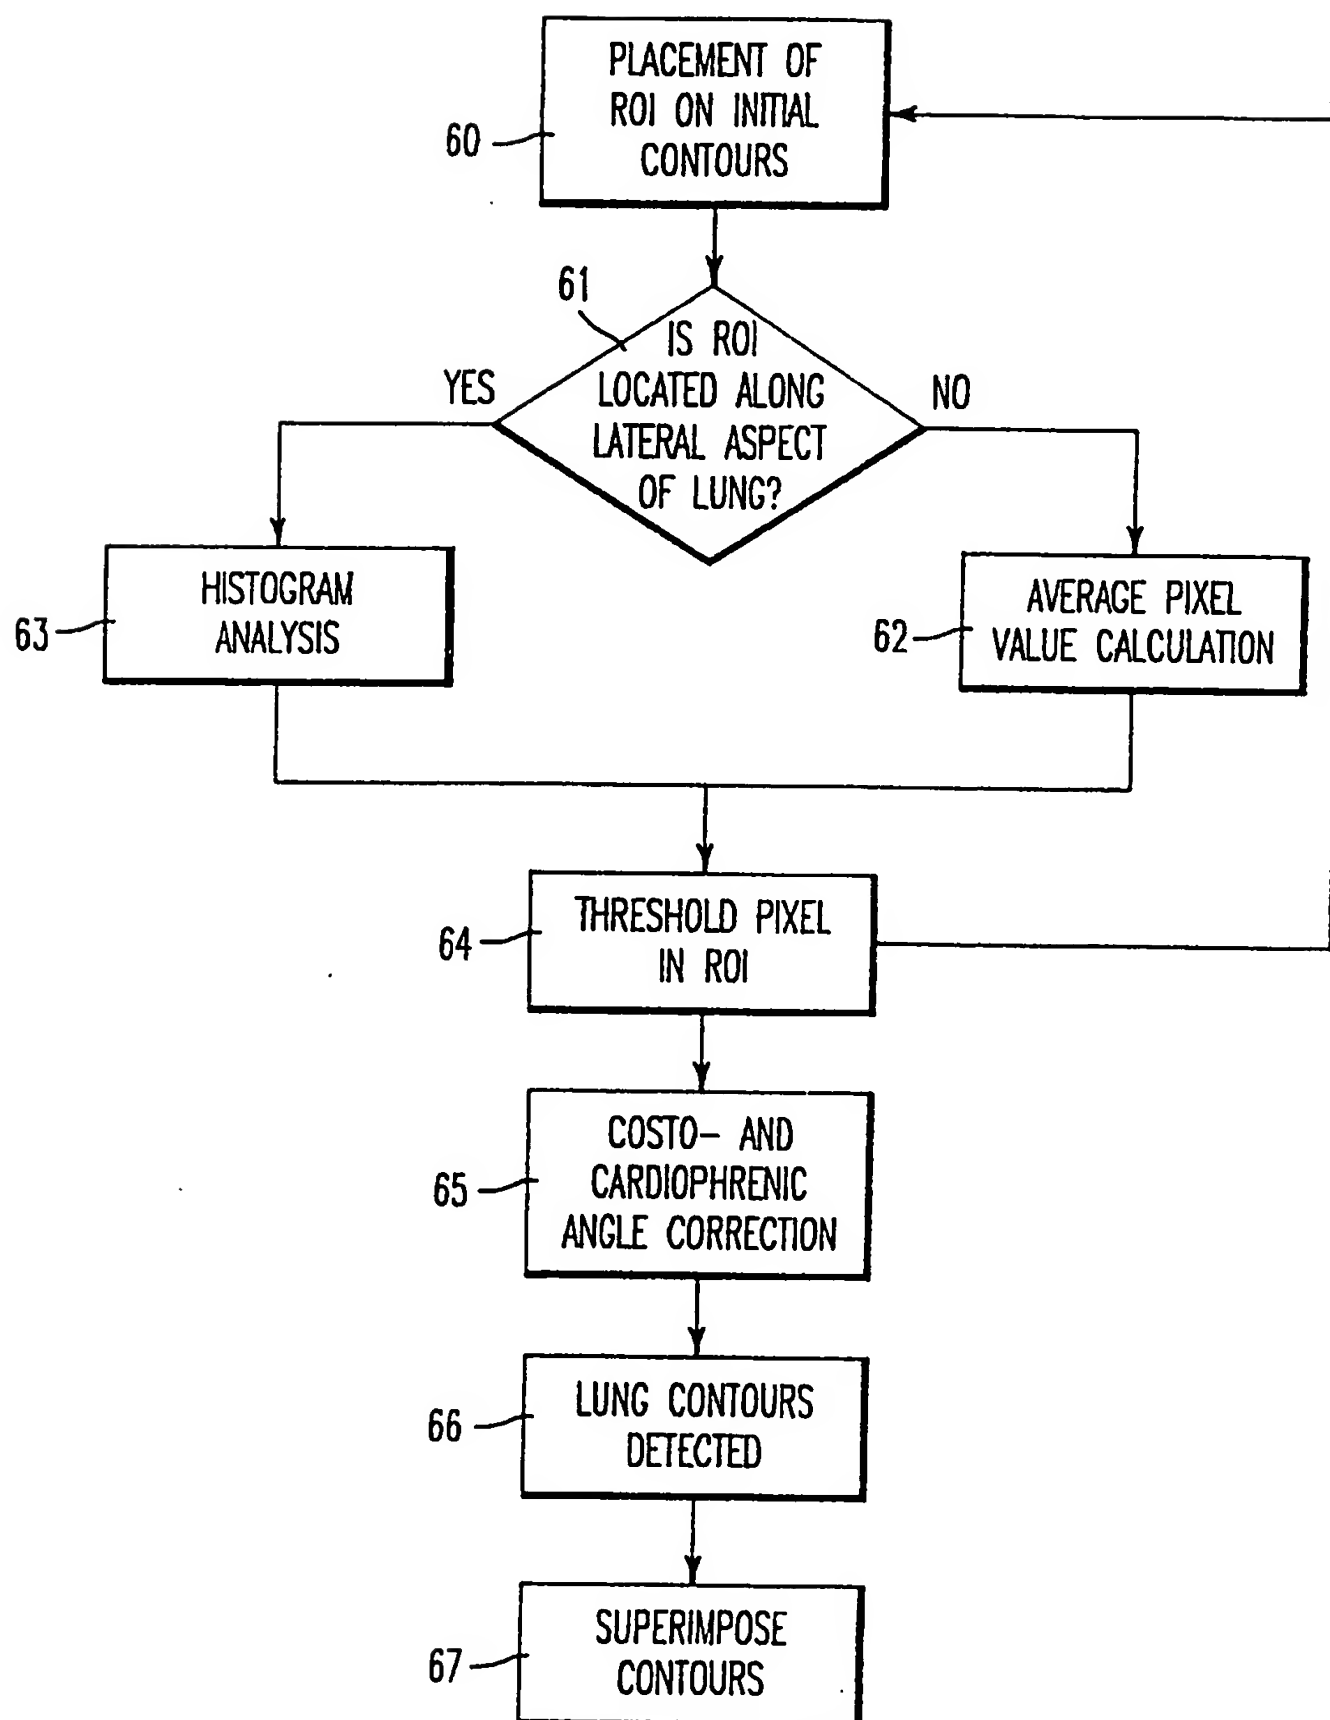 PLACEMENT OF
ROI ON INITIAL
CONTOURS
60
61
IS ROI
LOCATED ALONG
LATERAL ASPECT
OF LUNG?
YES
NO
HISTOGRAM
ANALYSIS
63
AVERAGE PIXEL
VALUE CALCULATION
62
THRESHOLD PIXEL
IN ROI
64
COSTO- AND
CARDIOPHRENIC
ANGLE CORRECTION
65
LUNG CONTOURS
DETECTED
66
SUPERIMPOSE
CONTOURS
67